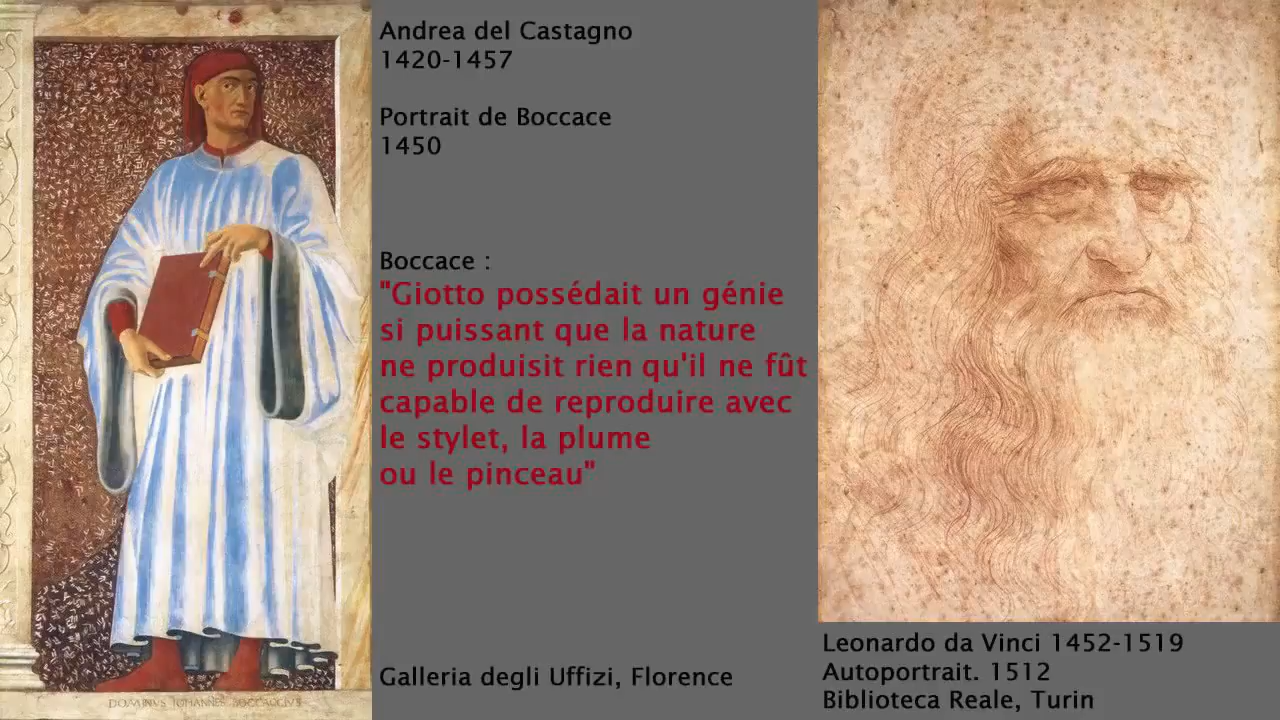 Andrea del Castagno
1420-1457
Portrait de Boccace
1450
Boccace :
"Giotto possédait un génie
si puissant que la nature
ne produisit rien qu'il ne fût
capable de reproduire avec
le stylet, la plume
ou le pinceau"
Galleria degli Uffizi, Florence
DOMINVS IOHANNES BOCCACCIVS
Leonardo da Vinci 1452-1519
Autoportrait. 1512
Biblioteca Reale, Turin